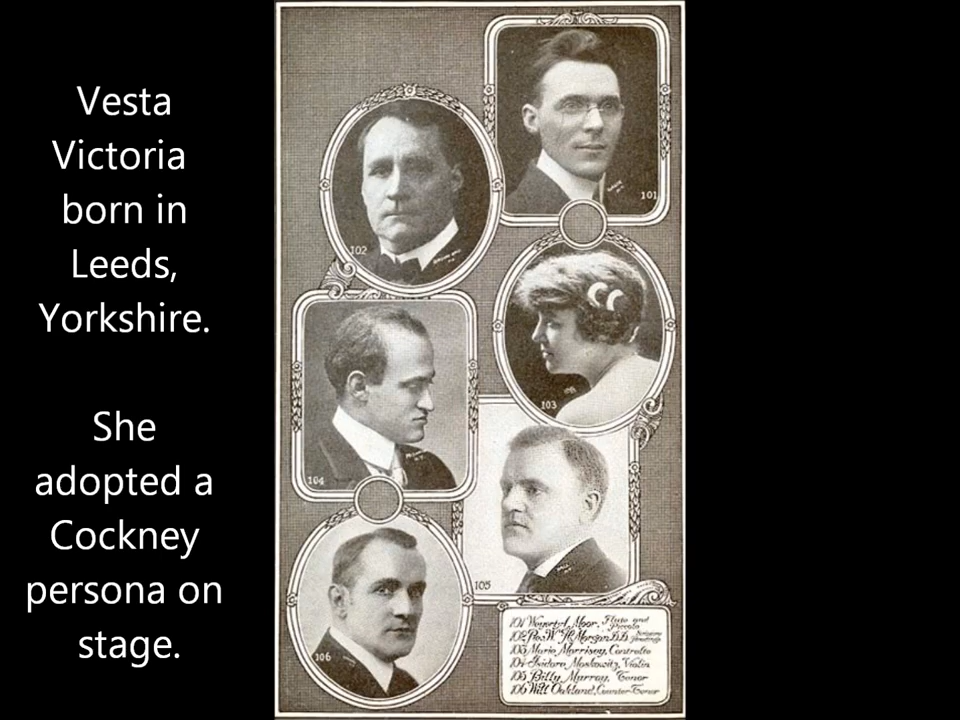 Vesta
Victoria
born in
Leeds,
Yorkshire.
She
adopted a
Cockney
persona on
stage.
101
102
103
104
105
106
101 Moor, Flute and
Piccolo
102 Rev. W. H. Morgan D.D.
103 Marie Morrisey, Contralto
104 Isidore Moskowitz, Violin
105 Billy Murray, Tenor
106 Will Oakland, Counter-Tenor